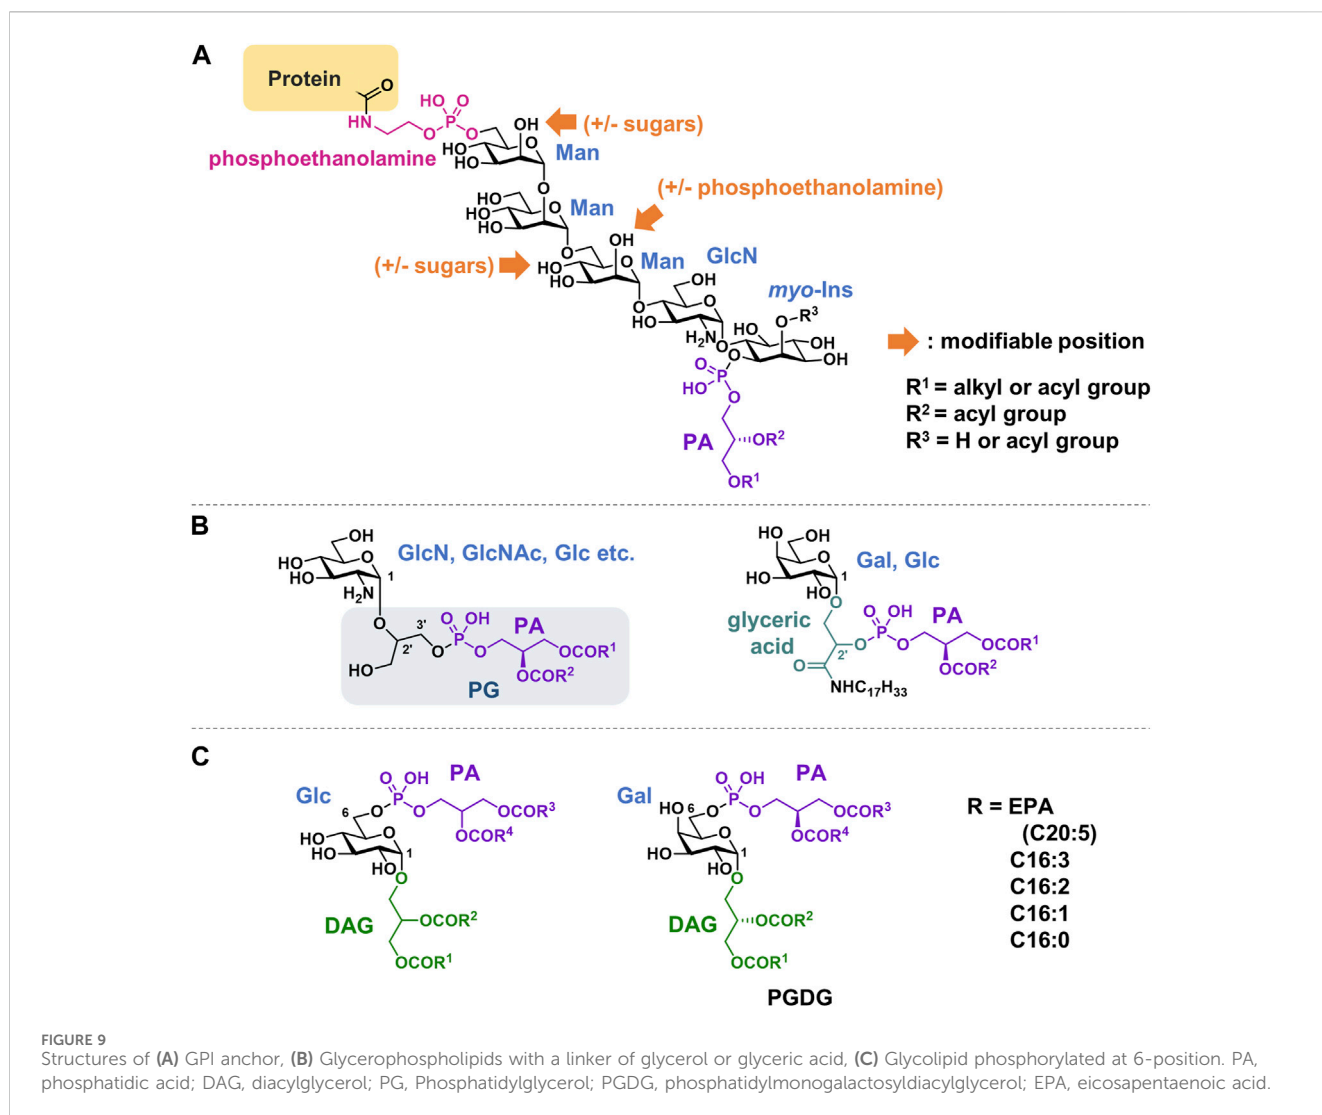 A
Protein
O
HN
HO O
P
O
O
phosphoethanolamine
OH
(+/- sugars)
HO
HO
O
Man
O
(+/- phosphoethanolamine)
HO
HO
HO
O
Man
O
OH
(+/- sugars)
HO
HO
O
Man
GlcN
OH
O
O
HO
H₂N
myo-Ins
O R³
HO
OH
OH
O
O
O
P
HO
O
PA
OR²
OR¹
: modifiable position
R¹ = alkyl or acyl group
R² = acyl group
R³ = H or acyl group
B
OH
HO
HO
O
1
H₂N
GlcN, GlcNAc, Glc etc.
O
3'
2'
HO
O
O OH
P
O
PA
OCOR¹
OCOR²
PG
HO
OH
O
HO
1
HO
O
Gal, Glc
glyceric
acid
2'
O
O OH
P
O
PA
OCOR¹
OCOR²
O
NHC₁₇H₃₃
C
Glc
6
O
O OH
P
O
PA
OCOR³
OCOR⁴
HO
HO
O
1
HO
O
DAG
OCOR²
OCOR¹
Gal
HO
6
O
O OH
P
O
PA
OCOR³
OCOR⁴
HO
O
1
HO
O
DAG
OCOR²
OCOR¹
PGDG
R = EPA
(C20:5)
C16:3
C16:2
C16:1
C16:0
FIGURE 9
Structures of (A) GPI anchor, (B) Glycerophospholipids with a linker of glycerol or glyceric acid, (C) Glycolipid phosphorylated at 6-position. PA,
phosphatidic acid; DAG, diacylglycerol; PG, Phosphatidylglycerol; PGDG, phosphatidylmonogalactosyldiacylglycerol; EPA, eicosapentaenoic acid.